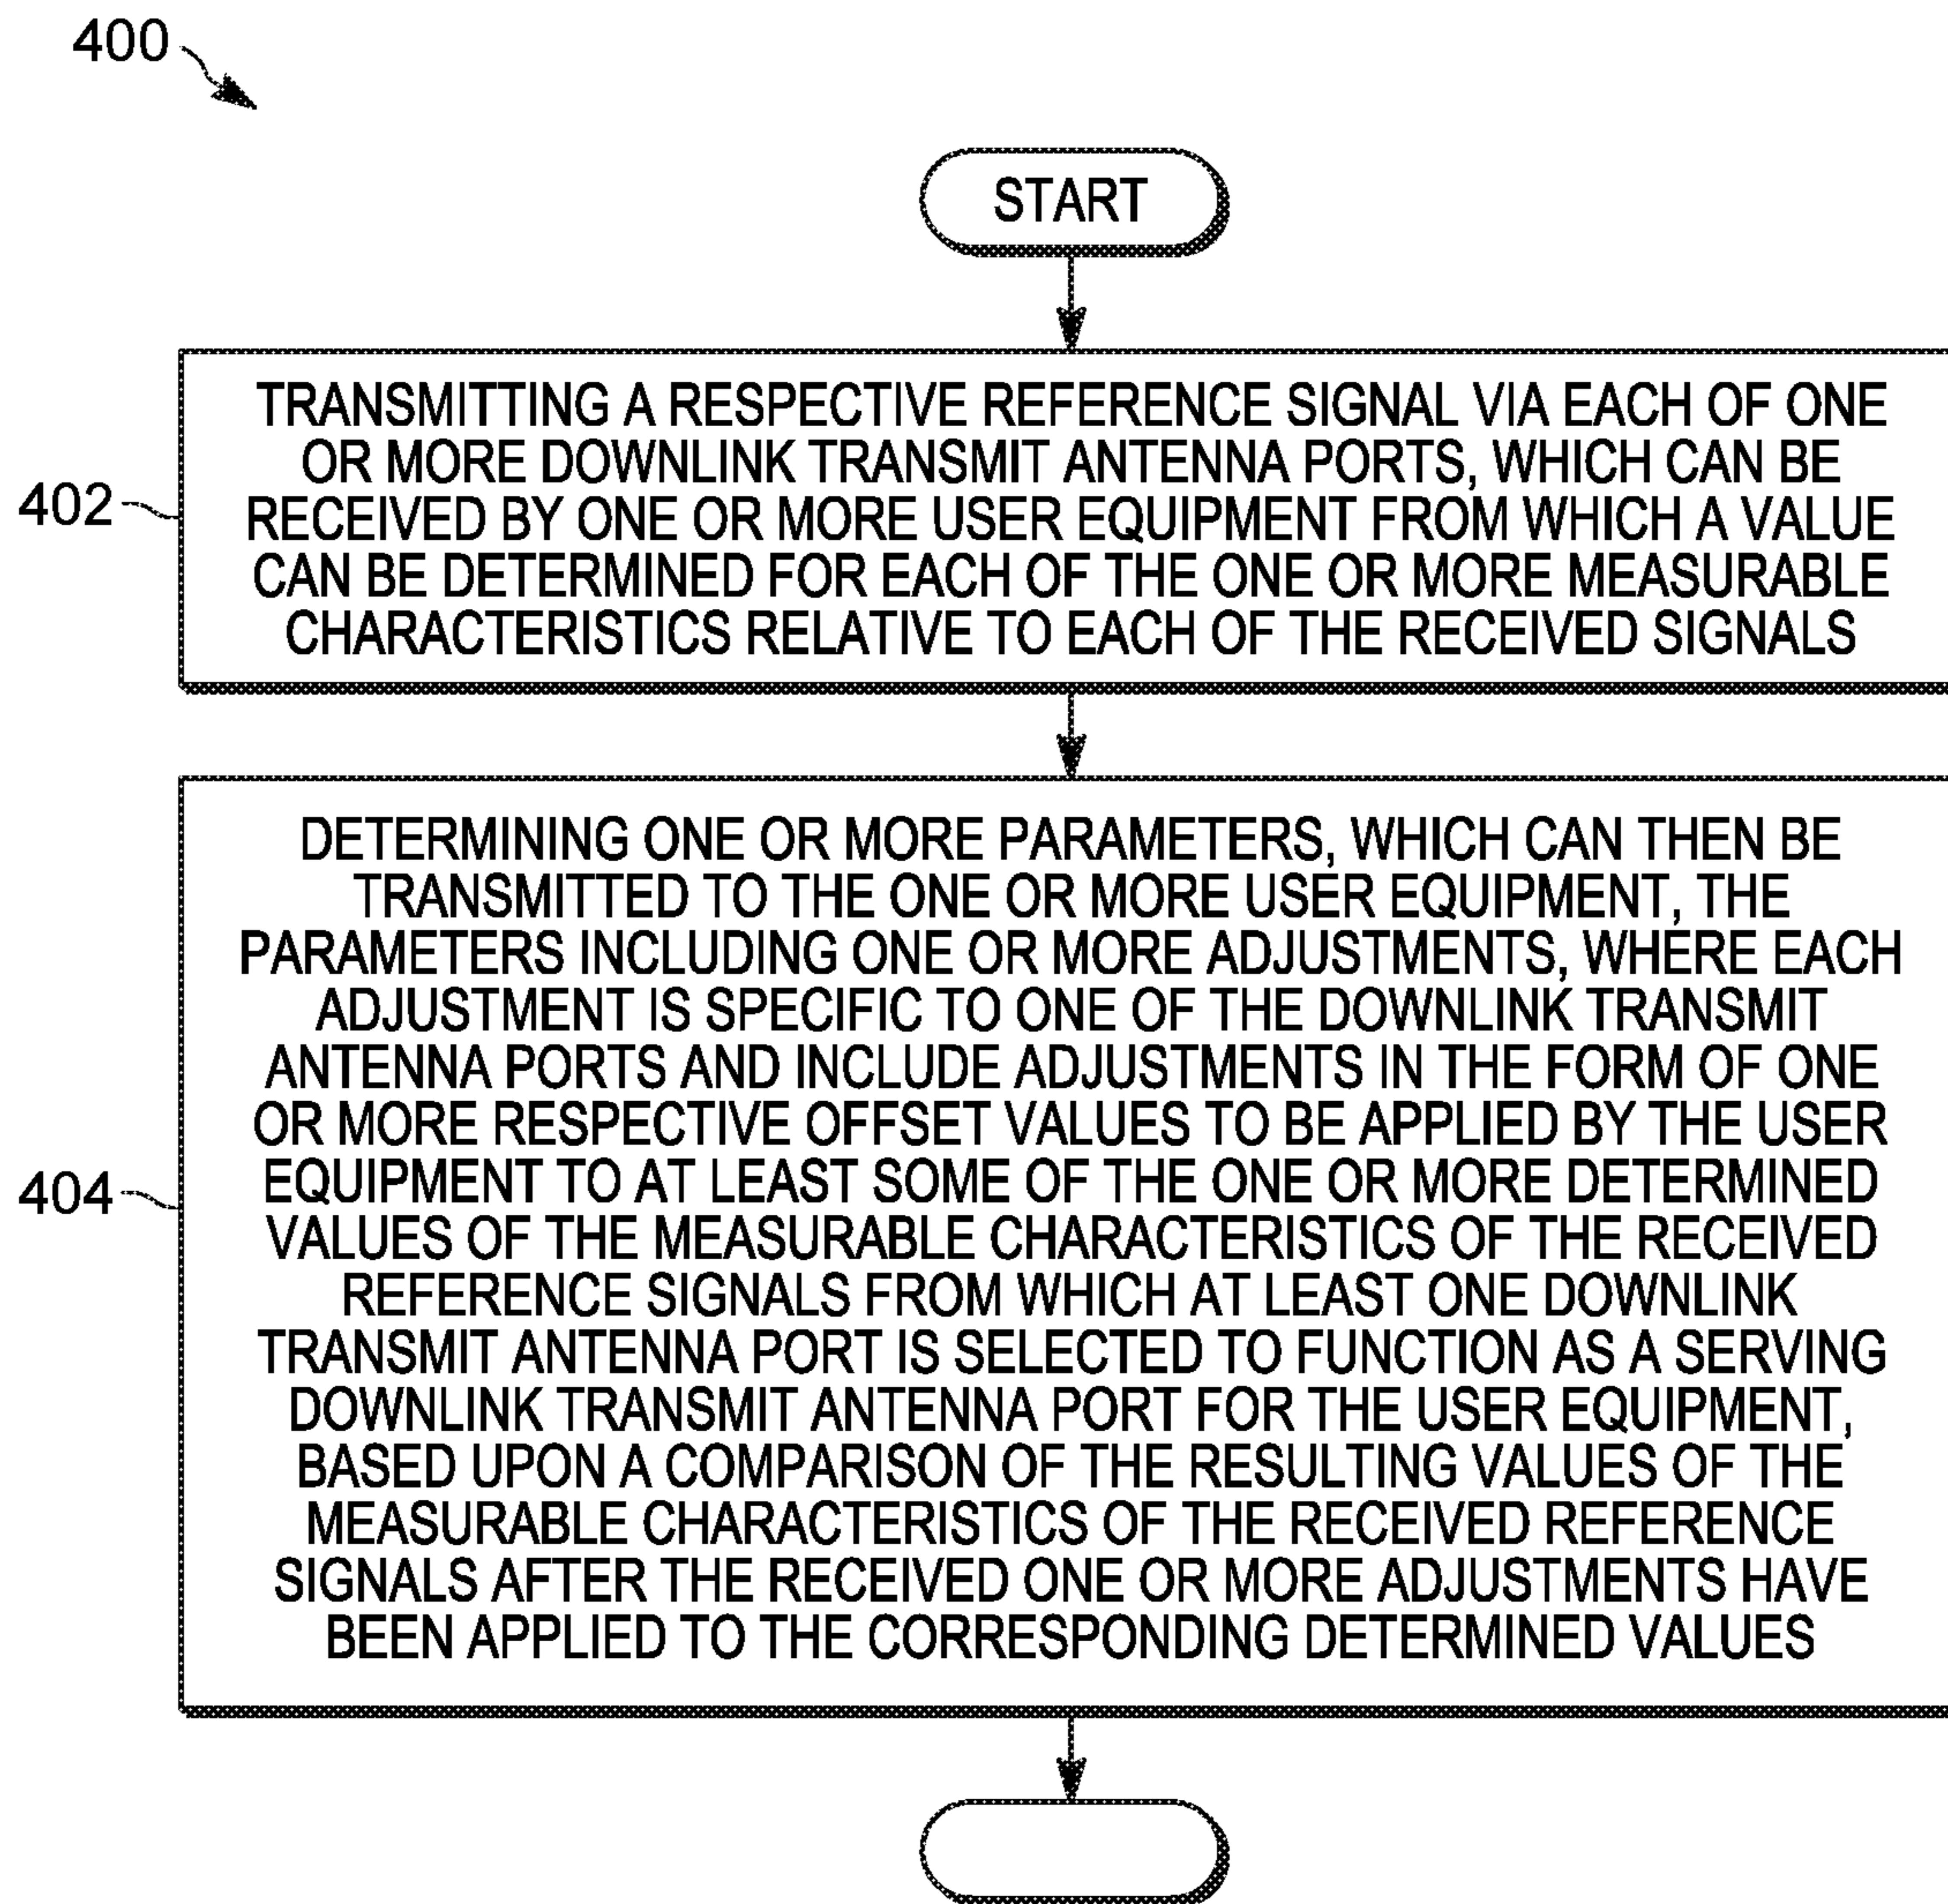 400
START
402
TRANSMITTING A RESPECTIVE REFERENCE SIGNAL VIA EACH OF ONE
OR MORE DOWNLINK TRANSMIT ANTENNA PORTS, WHICH CAN BE
RECEIVED BY ONE OR MORE USER EQUIPMENT FROM WHICH A VALUE
CAN BE DETERMINED FOR EACH OF THE ONE OR MORE MEASURABLE
CHARACTERISTICS RELATIVE TO EACH OF THE RECEIVED SIGNALS
404
DETERMINING ONE OR MORE PARAMETERS, WHICH CAN THEN BE
TRANSMITTED TO THE ONE OR MORE USER EQUIPMENT, THE
PARAMETERS INCLUDING ONE OR MORE ADJUSTMENTS, WHERE EACH
ADJUSTMENT IS SPECIFIC TO ONE OF THE DOWNLINK TRANSMIT
ANTENNA PORTS AND INCLUDE ADJUSTMENTS IN THE FORM OF ONE
OR MORE RESPECTIVE OFFSET VALUES TO BE APPLIED BY THE USER
EQUIPMENT TO AT LEAST SOME OF THE ONE OR MORE DETERMINED
VALUES OF THE MEASURABLE CHARACTERISTICS OF THE RECEIVED
REFERENCE SIGNALS FROM WHICH AT LEAST ONE DOWNLINK
TRANSMIT ANTENNA PORT IS SELECTED TO FUNCTION AS A SERVING
DOWNLINK TRANSMIT ANTENNA PORT FOR THE USER EQUIPMENT,
BASED UPON A COMPARISON OF THE RESULTING VALUES OF THE
MEASURABLE CHARACTERISTICS OF THE RECEIVED REFERENCE
SIGNALS AFTER THE RECEIVED ONE OR MORE ADJUSTMENTS HAVE
BEEN APPLIED TO THE CORRESPONDING DETERMINED VALUES